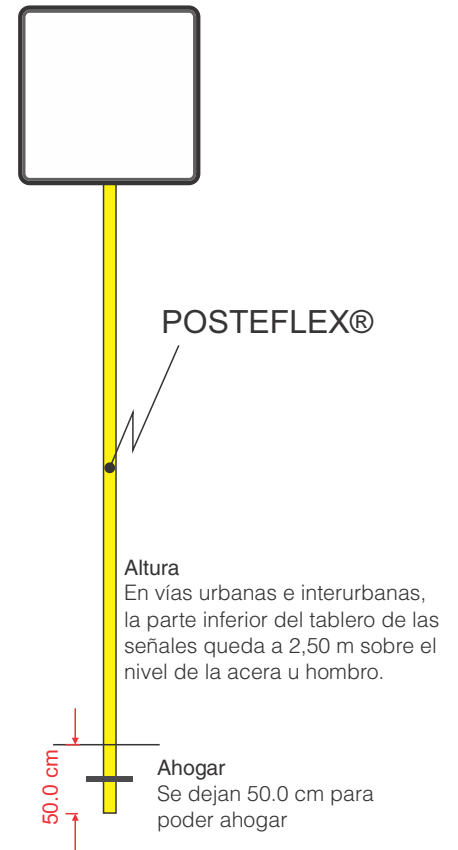 POSTEFLEX®
Altura
En vías urbanas e interurbanas,
la parte inferior del tablero de las
señales queda a 2,50 m sobre el
nivel de la acera u hombro.
50.0 cm
Ahogar
Se dejan 50.0 cm para
poder ahogar